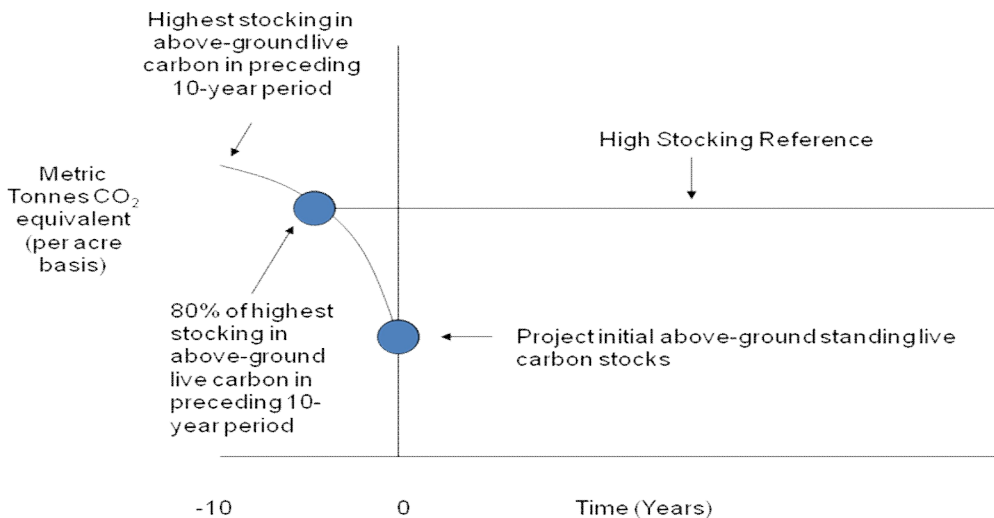 Highest stocking in
above-ground live
carbon in preceding
10-year period
High Stocking Reference
Metric
Tonnes CO₂
equivalent
(per acre
basis)
80% of highest
stocking in
above-ground
live carbon in
preceding 10-
year period
Project initial above-ground standing live
carbon stocks
-10
0
Time (Years)